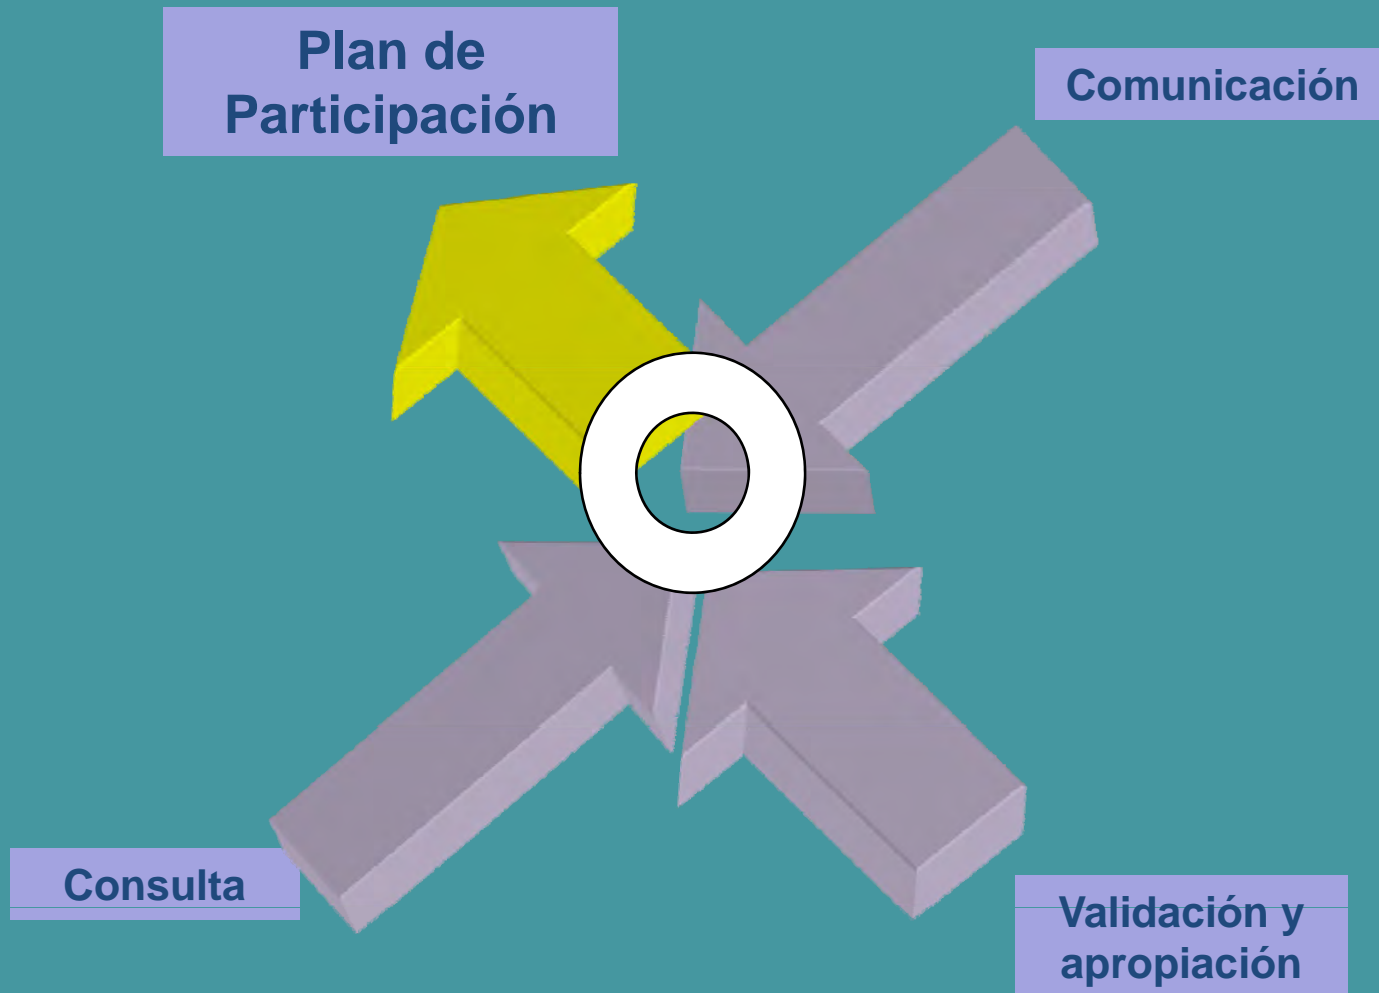 Plan de
Participación
Comunicación
Consulta
Validación y
apropiación